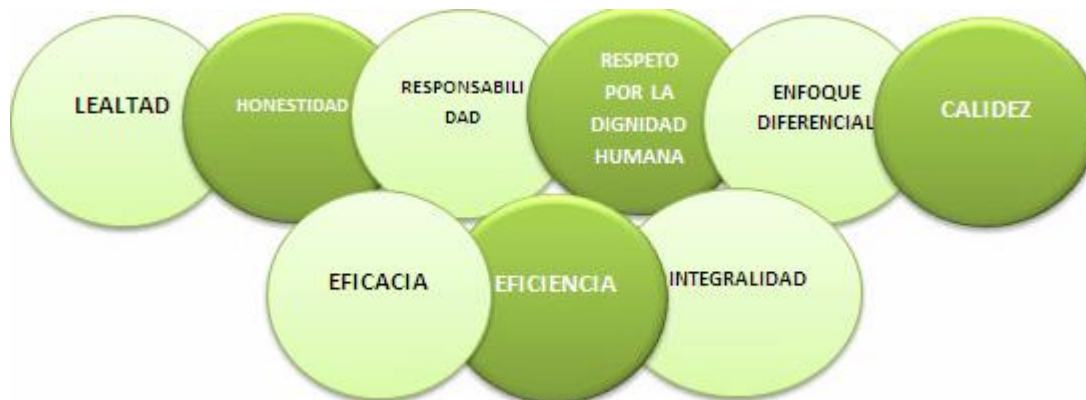 LEALTAD
HONESTIDAD
RESPONSABILI
DAD
RESPETO
POR LA
DIGNIDAD
HUMANA
ENFOQUE
DIFERENCIAL
CALIDEZ
EFICACIA
EFICIENCIA
INTEGRALIDAD